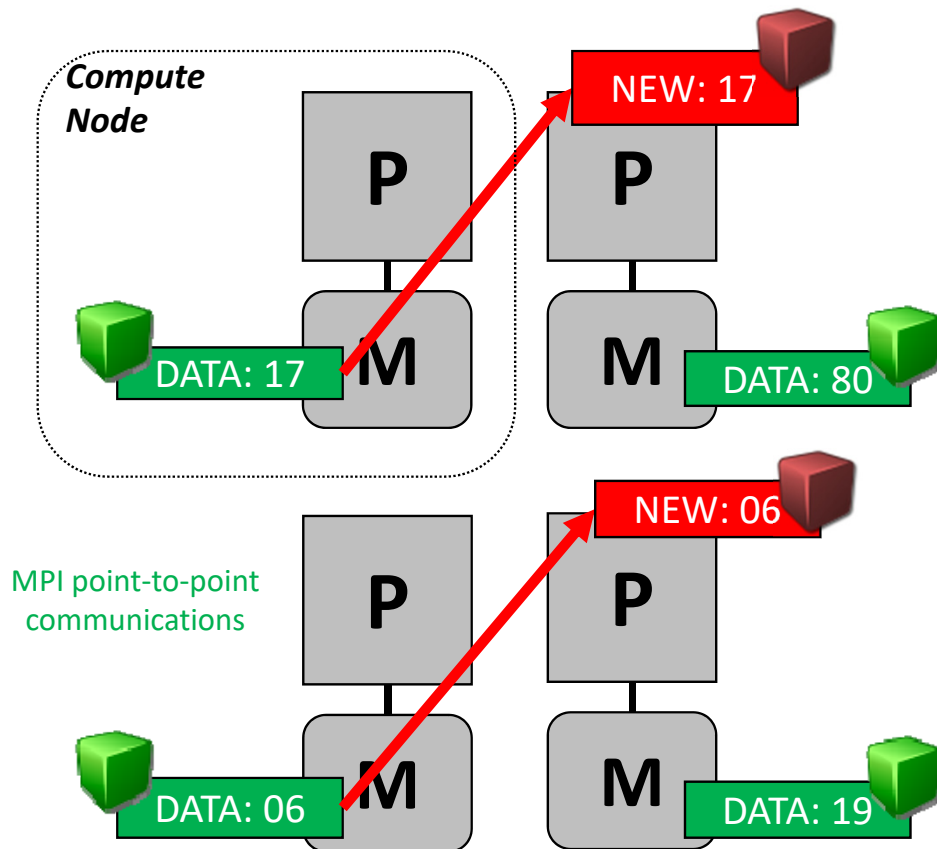 Compute
Node
NEW: 17
P
P
M
M
DATA: 17
DATA: 80
NEW: 06
MPI point-to-point
communications
P
P
M
M
DATA: 06
DATA: 19